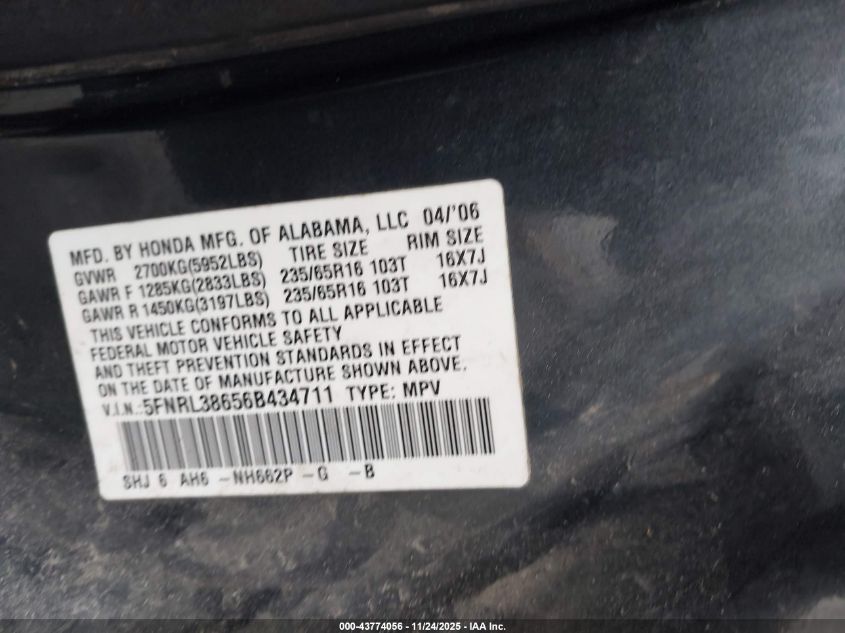 MFD. BY HONDA MFG. OF ALABAMA, LLC 04/'06
GVWR 2700KG(5952LBS) TIRE SIZE RIM SIZE
GAWR F 1285KG(2833LBS) 235/65R16 103T 16X7J
GAWR R 1450KG(3197LBS) 235/65R16 103T 16X7J
THIS VEHICLE CONFORMS TO ALL APPLICABLE
FEDERAL MOTOR VEHICLE SAFETY
AND THEFT PREVENTION STANDARDS IN EFFECT
ON THE DATE OF MANUFACTURE SHOWN ABOVE.
V.I.N.:5FNRL38656B434711 TYPE: MPV
SHJ 6 AH6 -NH662P -G -B
000-43774056 - 11/24/2025 - IAA Inc.